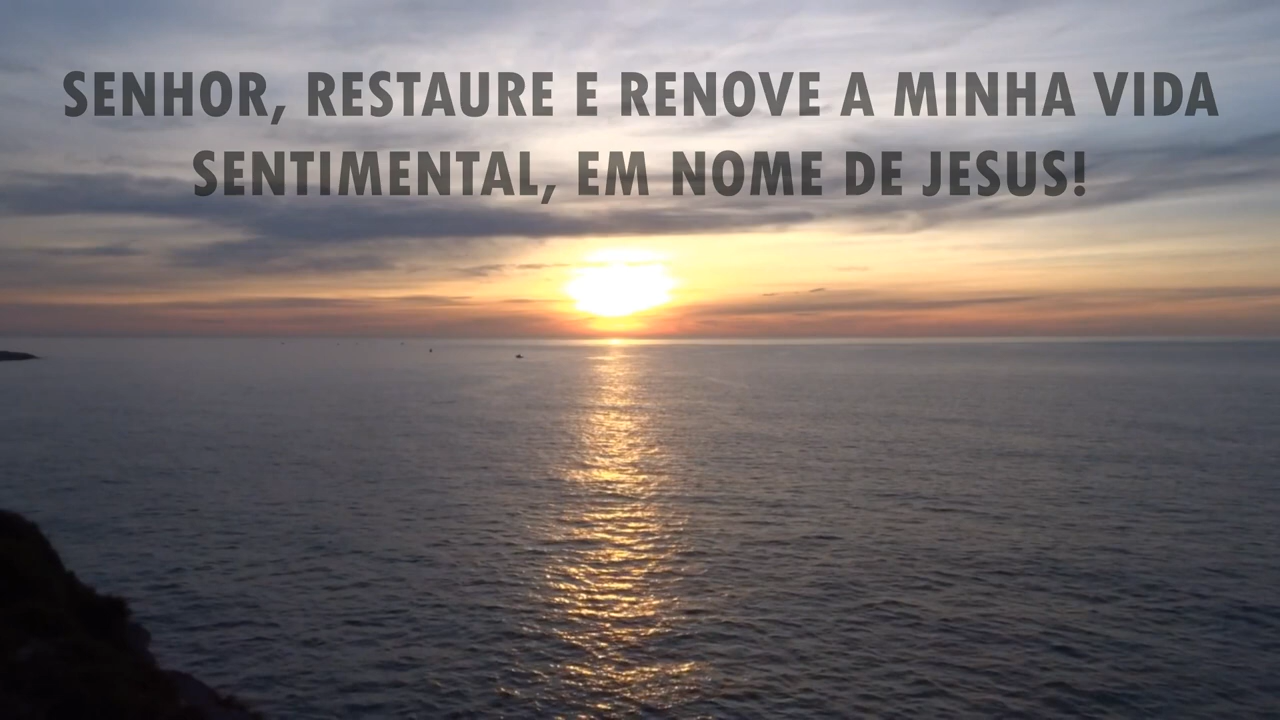 SENHOR, RESTAURE E RENOVE A MINHA VIDA
SENTIMENTAL, EM NOME DE JESUS!